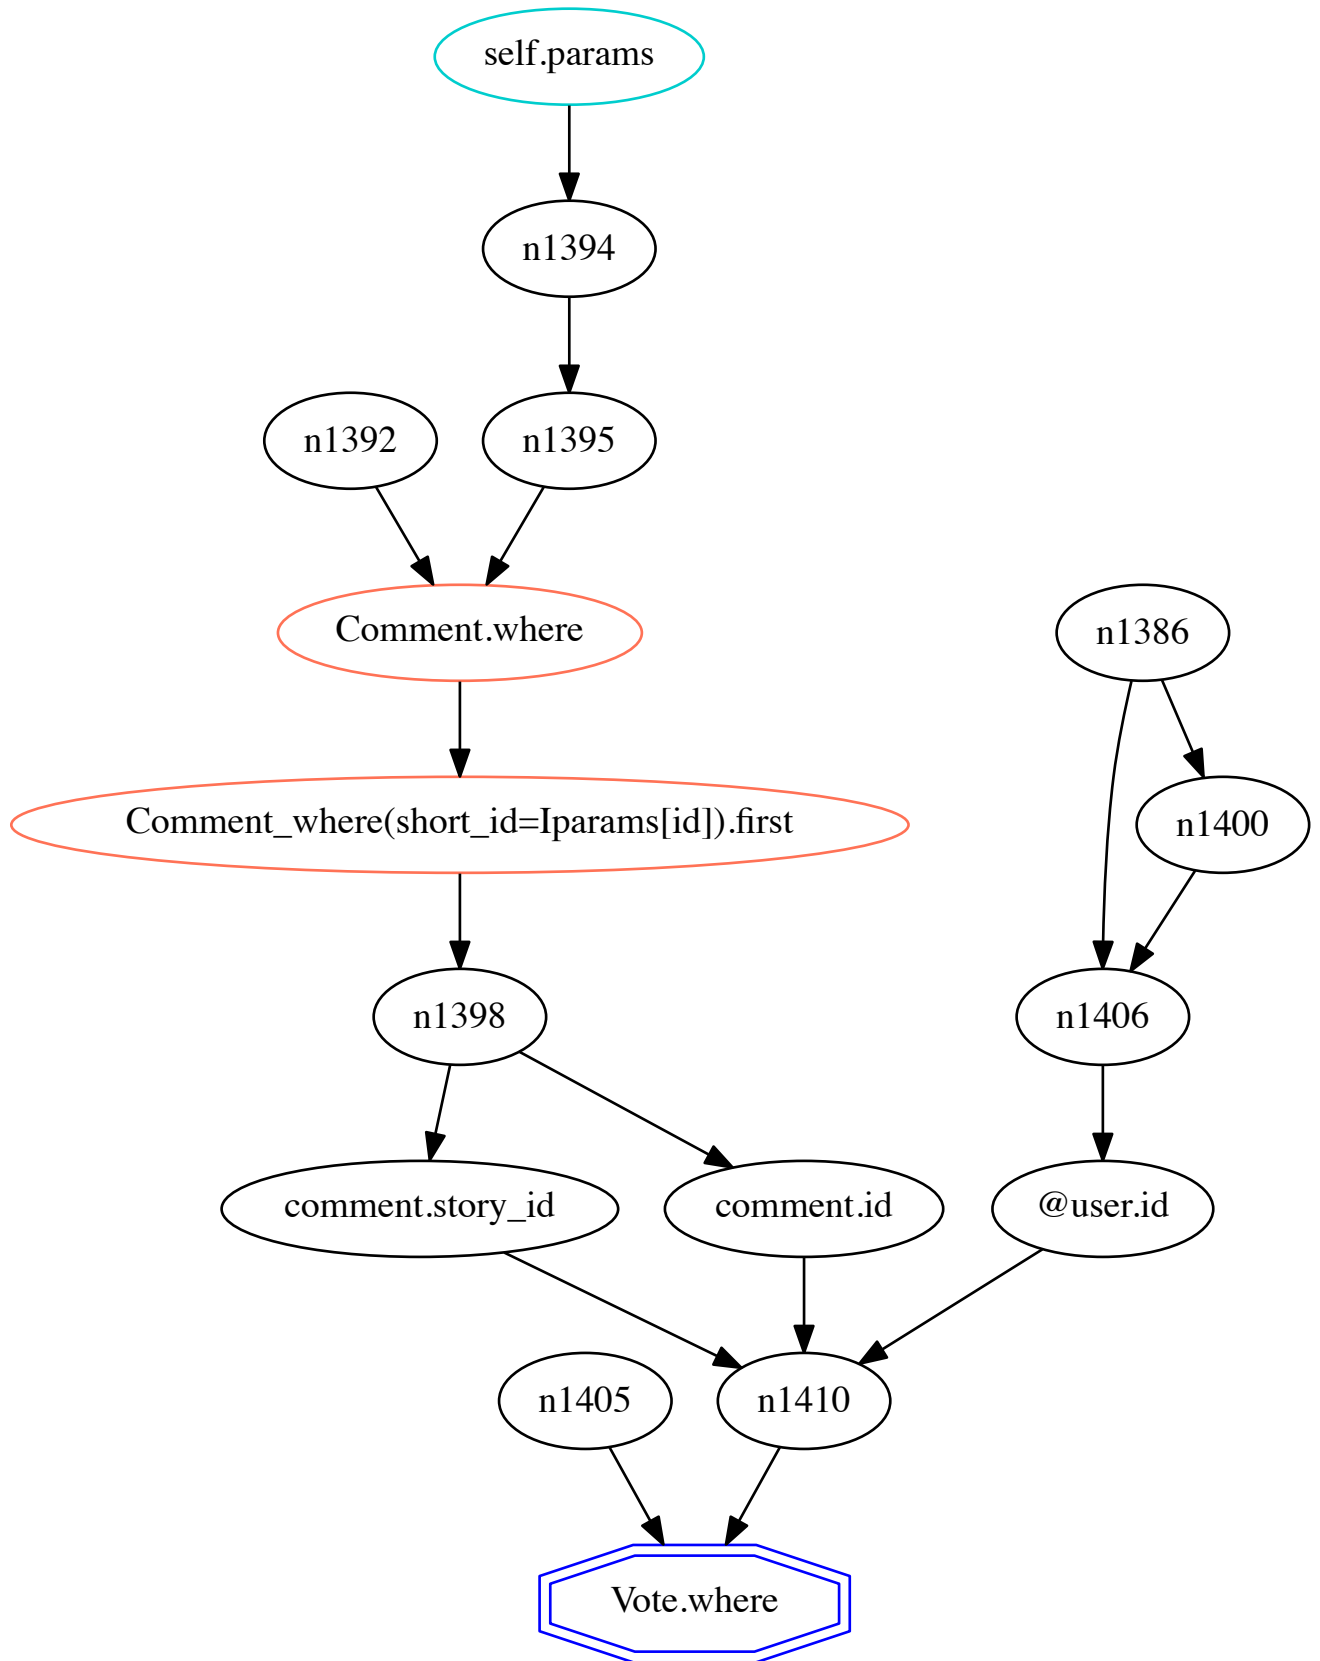 self.params
n1394
n1392
n1395
Comment.where
n1386
Comment_where(short_id=Iparams[id]).first
n1400
n1398
n1406
comment.story_id
comment.id
@user.id
n1405
n1410
Vote.where